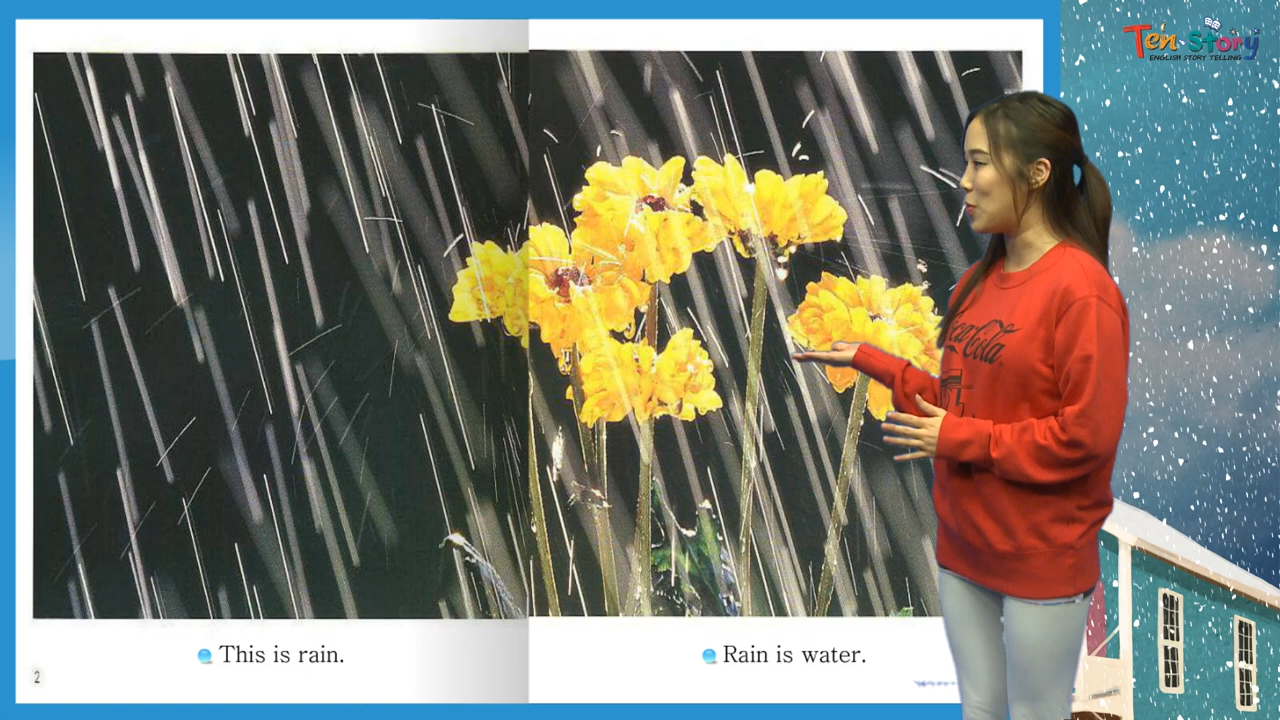 Ten Story
ENGLISH STORY TELLING
Coca Cola
This is rain.
Rain is water.
2